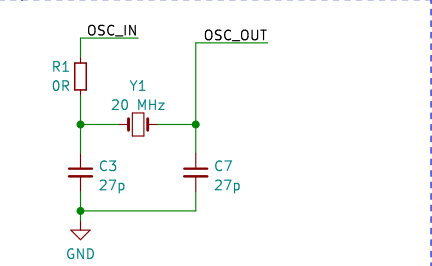 OSC_IN
OSC_OUT
R1
0R
Y1
20 MHz
C3
27p
C7
27p
GND